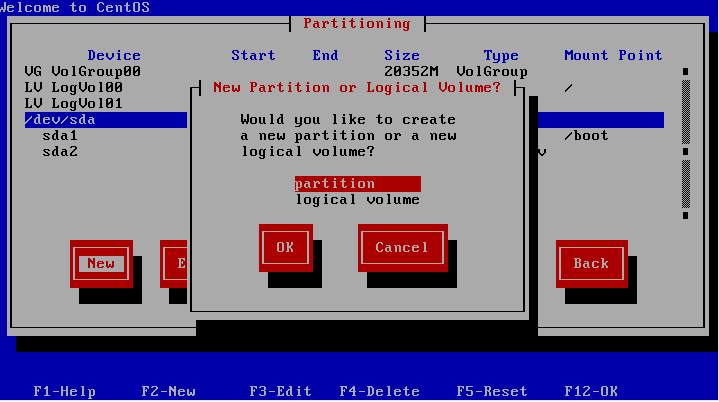 Welcome to CentOS
Partitioning
Device Start End Size Type Mount Point
VG VolGroup00 20352M VolGroup
LV LogVol00 /
LV LogVol01
/dev/sda
sda1 /boot
sda2 v
New Partition or Logical Volume?
Would you like to create
a new partition or a new
logical volume?
partition
logical volume
OK Cancel
New E Back
F1-Help F2-New F3-Edit F4-Delete F5-Reset F12-OK